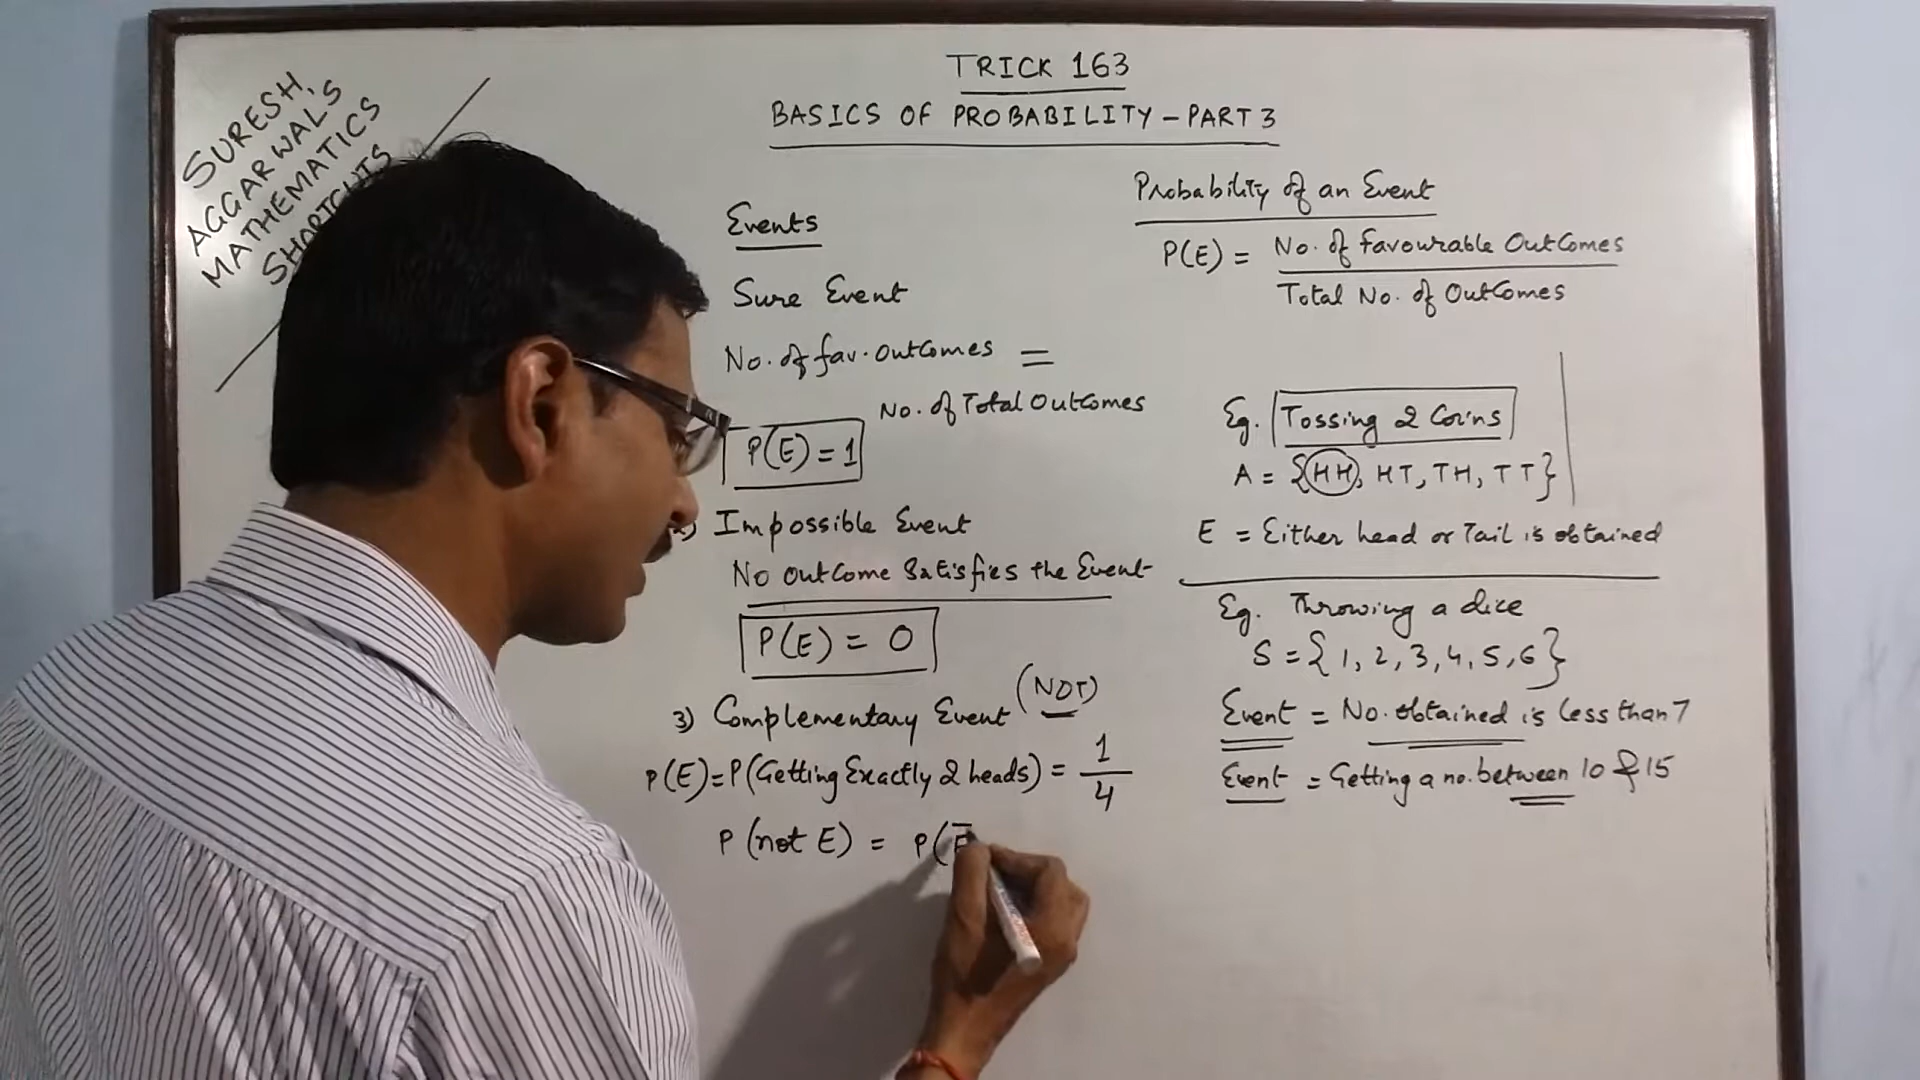 SURESH
AGGARWAL'S
MATHEMATICS
SHORTCUTS
TRICK 163
BASICS OF PROBABILITY - PART 3
Events
Sure Event
No. of fav. Outcomes =
No. of Total Outcomes
P(E) = 1
2) Impossible Event
No outcome Satisfies the Event
P(E) = 0
3) Complementary Event (NOT)
P(E) = P(Getting Exactly 2 heads) = 1/4
P (not E) = P(E̅
Probability of an Event
P(E) = No. of favourable Outcomes
Total No. of Outcomes
Eg. Tossing 2 Coins
A = {HH, HT, TH, TT}
E = Either head or Tail is obtained
Eg. Throwing a dice
S = {1, 2, 3, 4, 5, 6}
Event = No. obtained is less than 7
Event = Getting a no. between 10 & 15